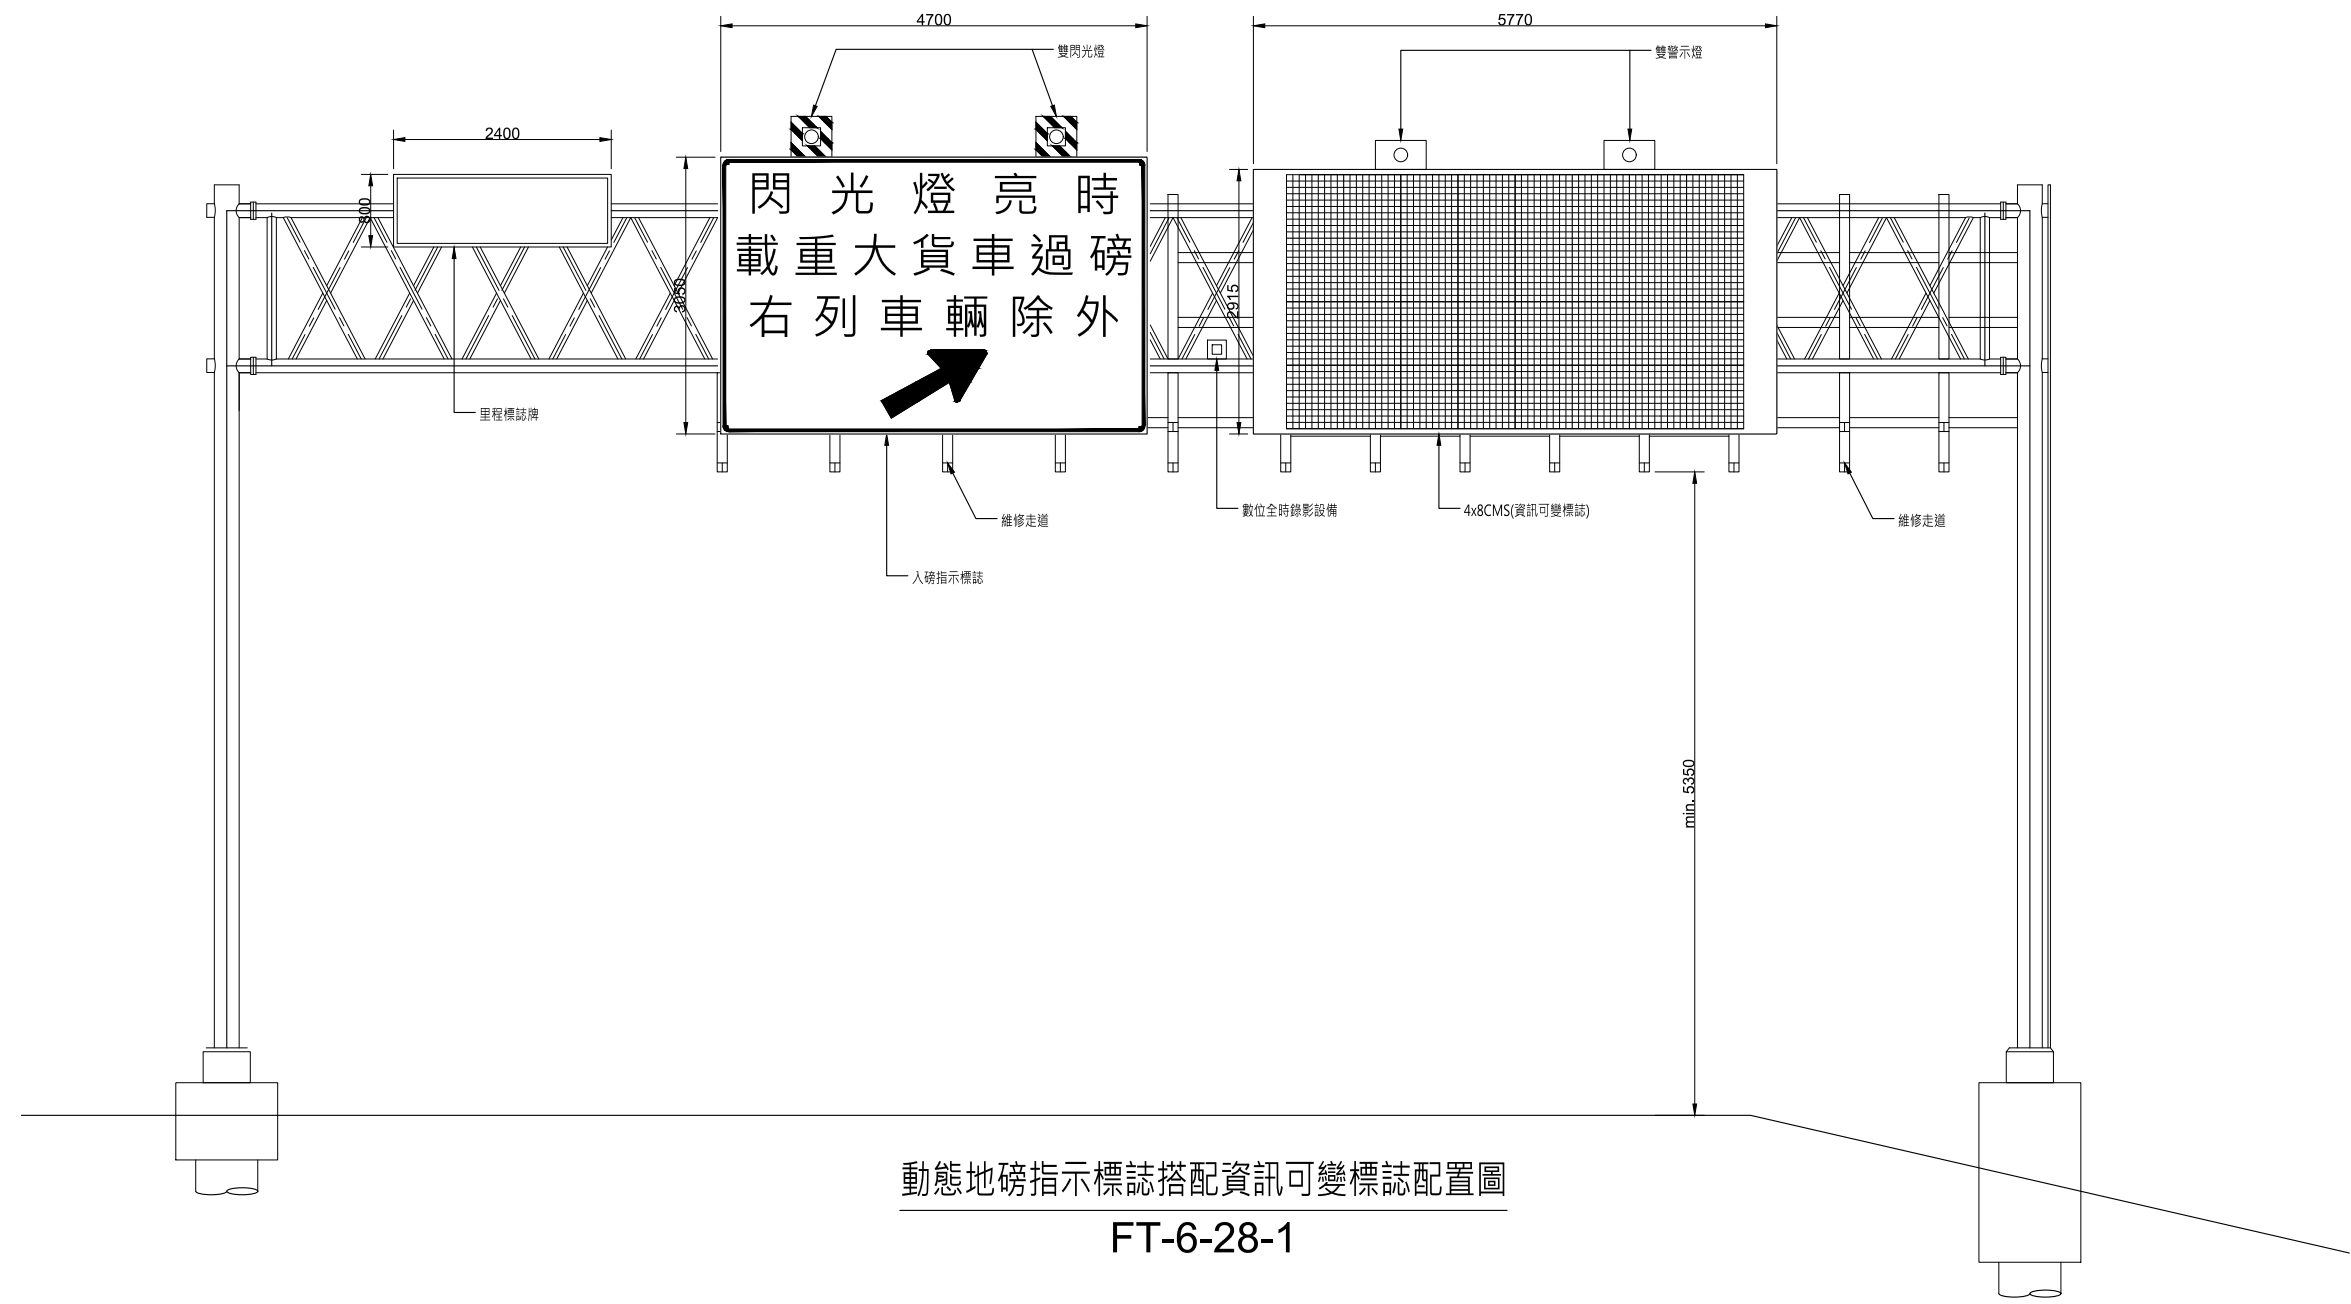 4700
5770
雙閃光燈
雙警示燈
2400
800
3050
2915
閃光燈亮時
載重大貨車過磅
右列車輛除外
里程標誌牌
維修走道
數位全時錄影設備
4x8CMS(資訊可變標誌)
維修走道
入磅指示標誌
min. 5350
動態地磅指示標誌搭配資訊可變標誌配置圖
FT-6-28-1